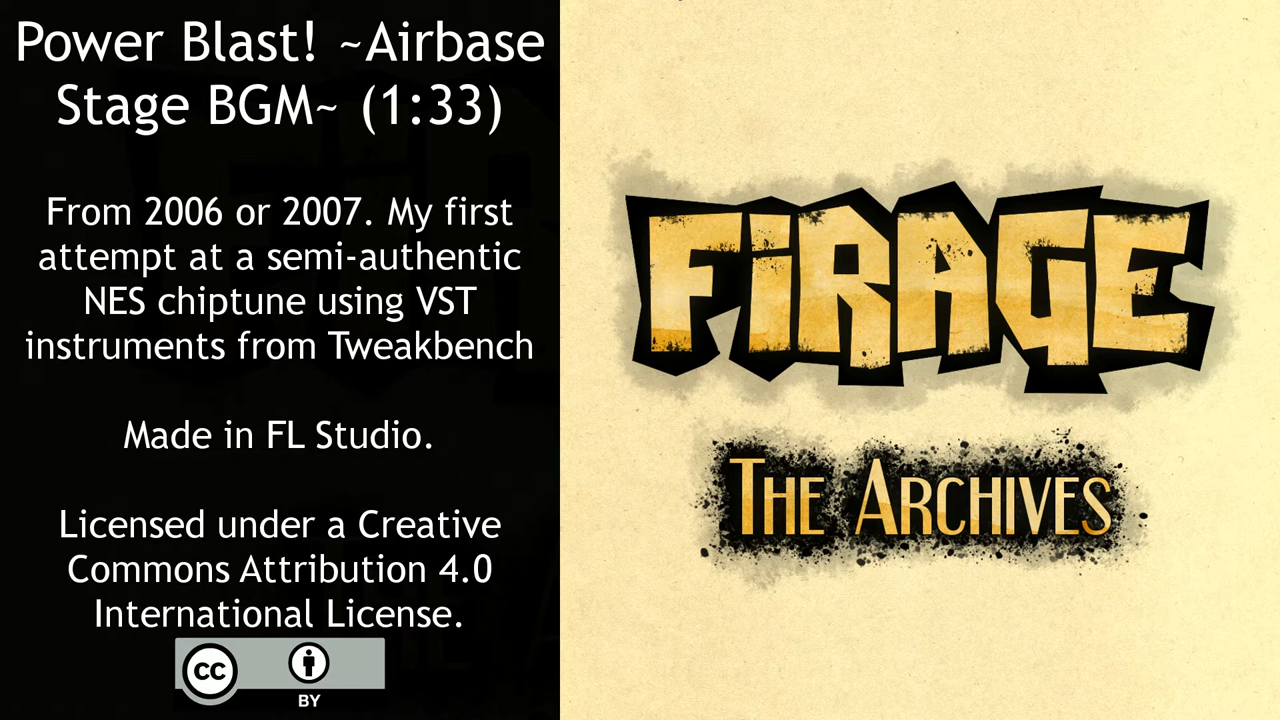 Power Blast! ~Airbase
Stage BGM~ (1:33)
From 2006 or 2007. My first
attempt at a semi-authentic
NES chiptune using VST
instruments from Tweakbench
Made in FL Studio.
Licensed under a Creative
Commons Attribution 4.0
International License.
cc
BY
FiRAGE
The Archives